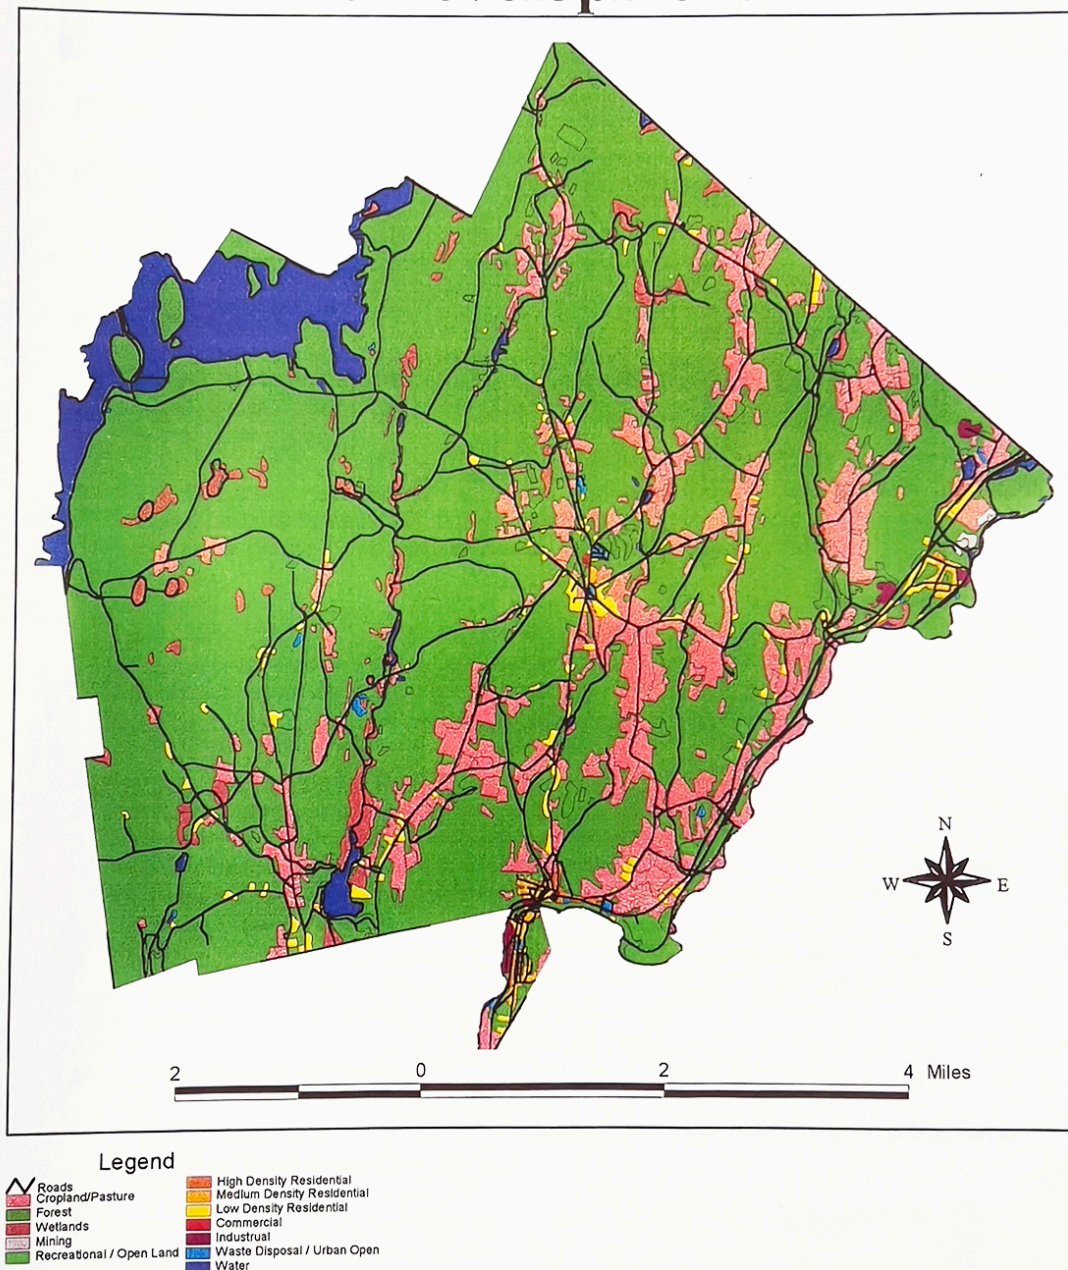 N
W E
S
2 0 2 4 Miles
Legend
Roads
Cropland/Pasture
Forest
Wetlands
Mining
Recreational / Open Land
High Density Residential
Medium Density Residential
Low Density Residential
Commercial
Industrual
Waste Disposal / Urban Open
Water